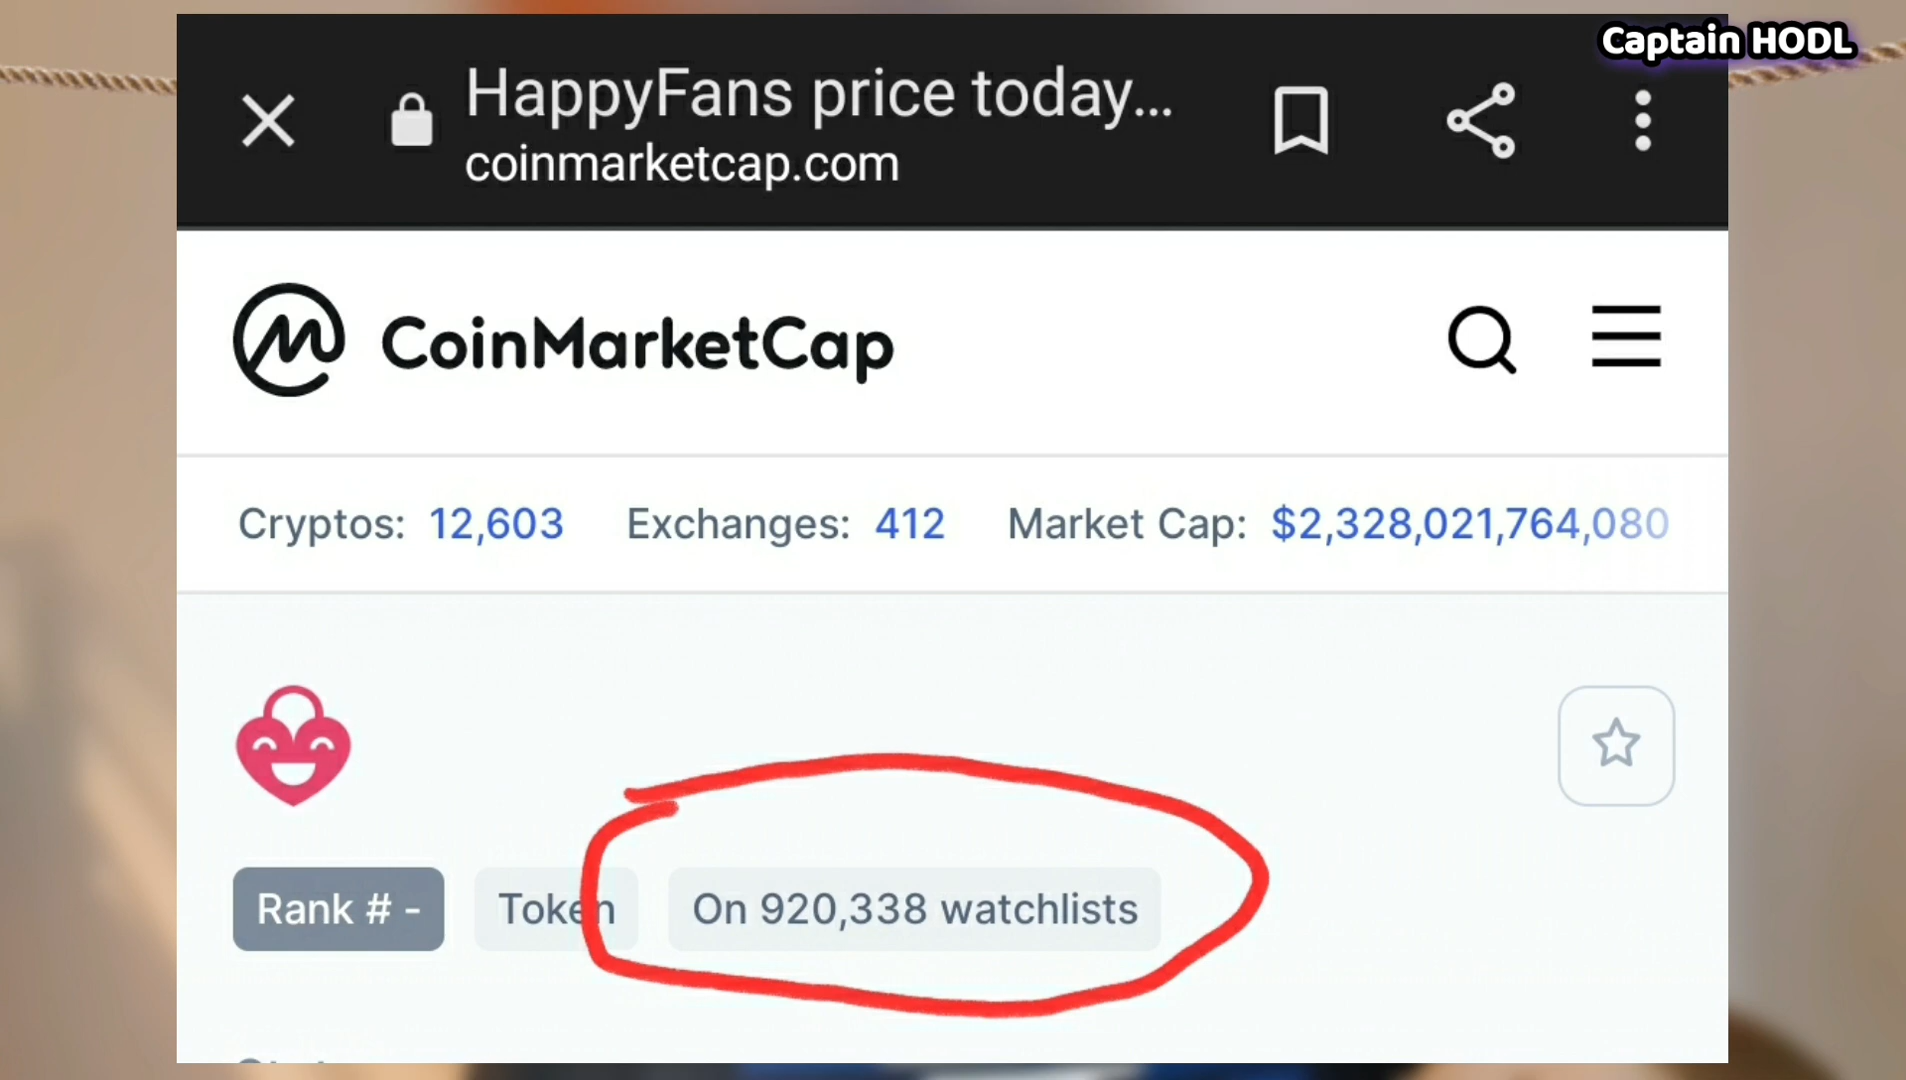 Captain HODL
HappyFans price today...
coinmarketcap.com
CoinMarketCap
Cryptos: 12,603 Exchanges: 412 Market Cap: $2,328,021,764,080
Rank # - Token On 920,338 watchlists